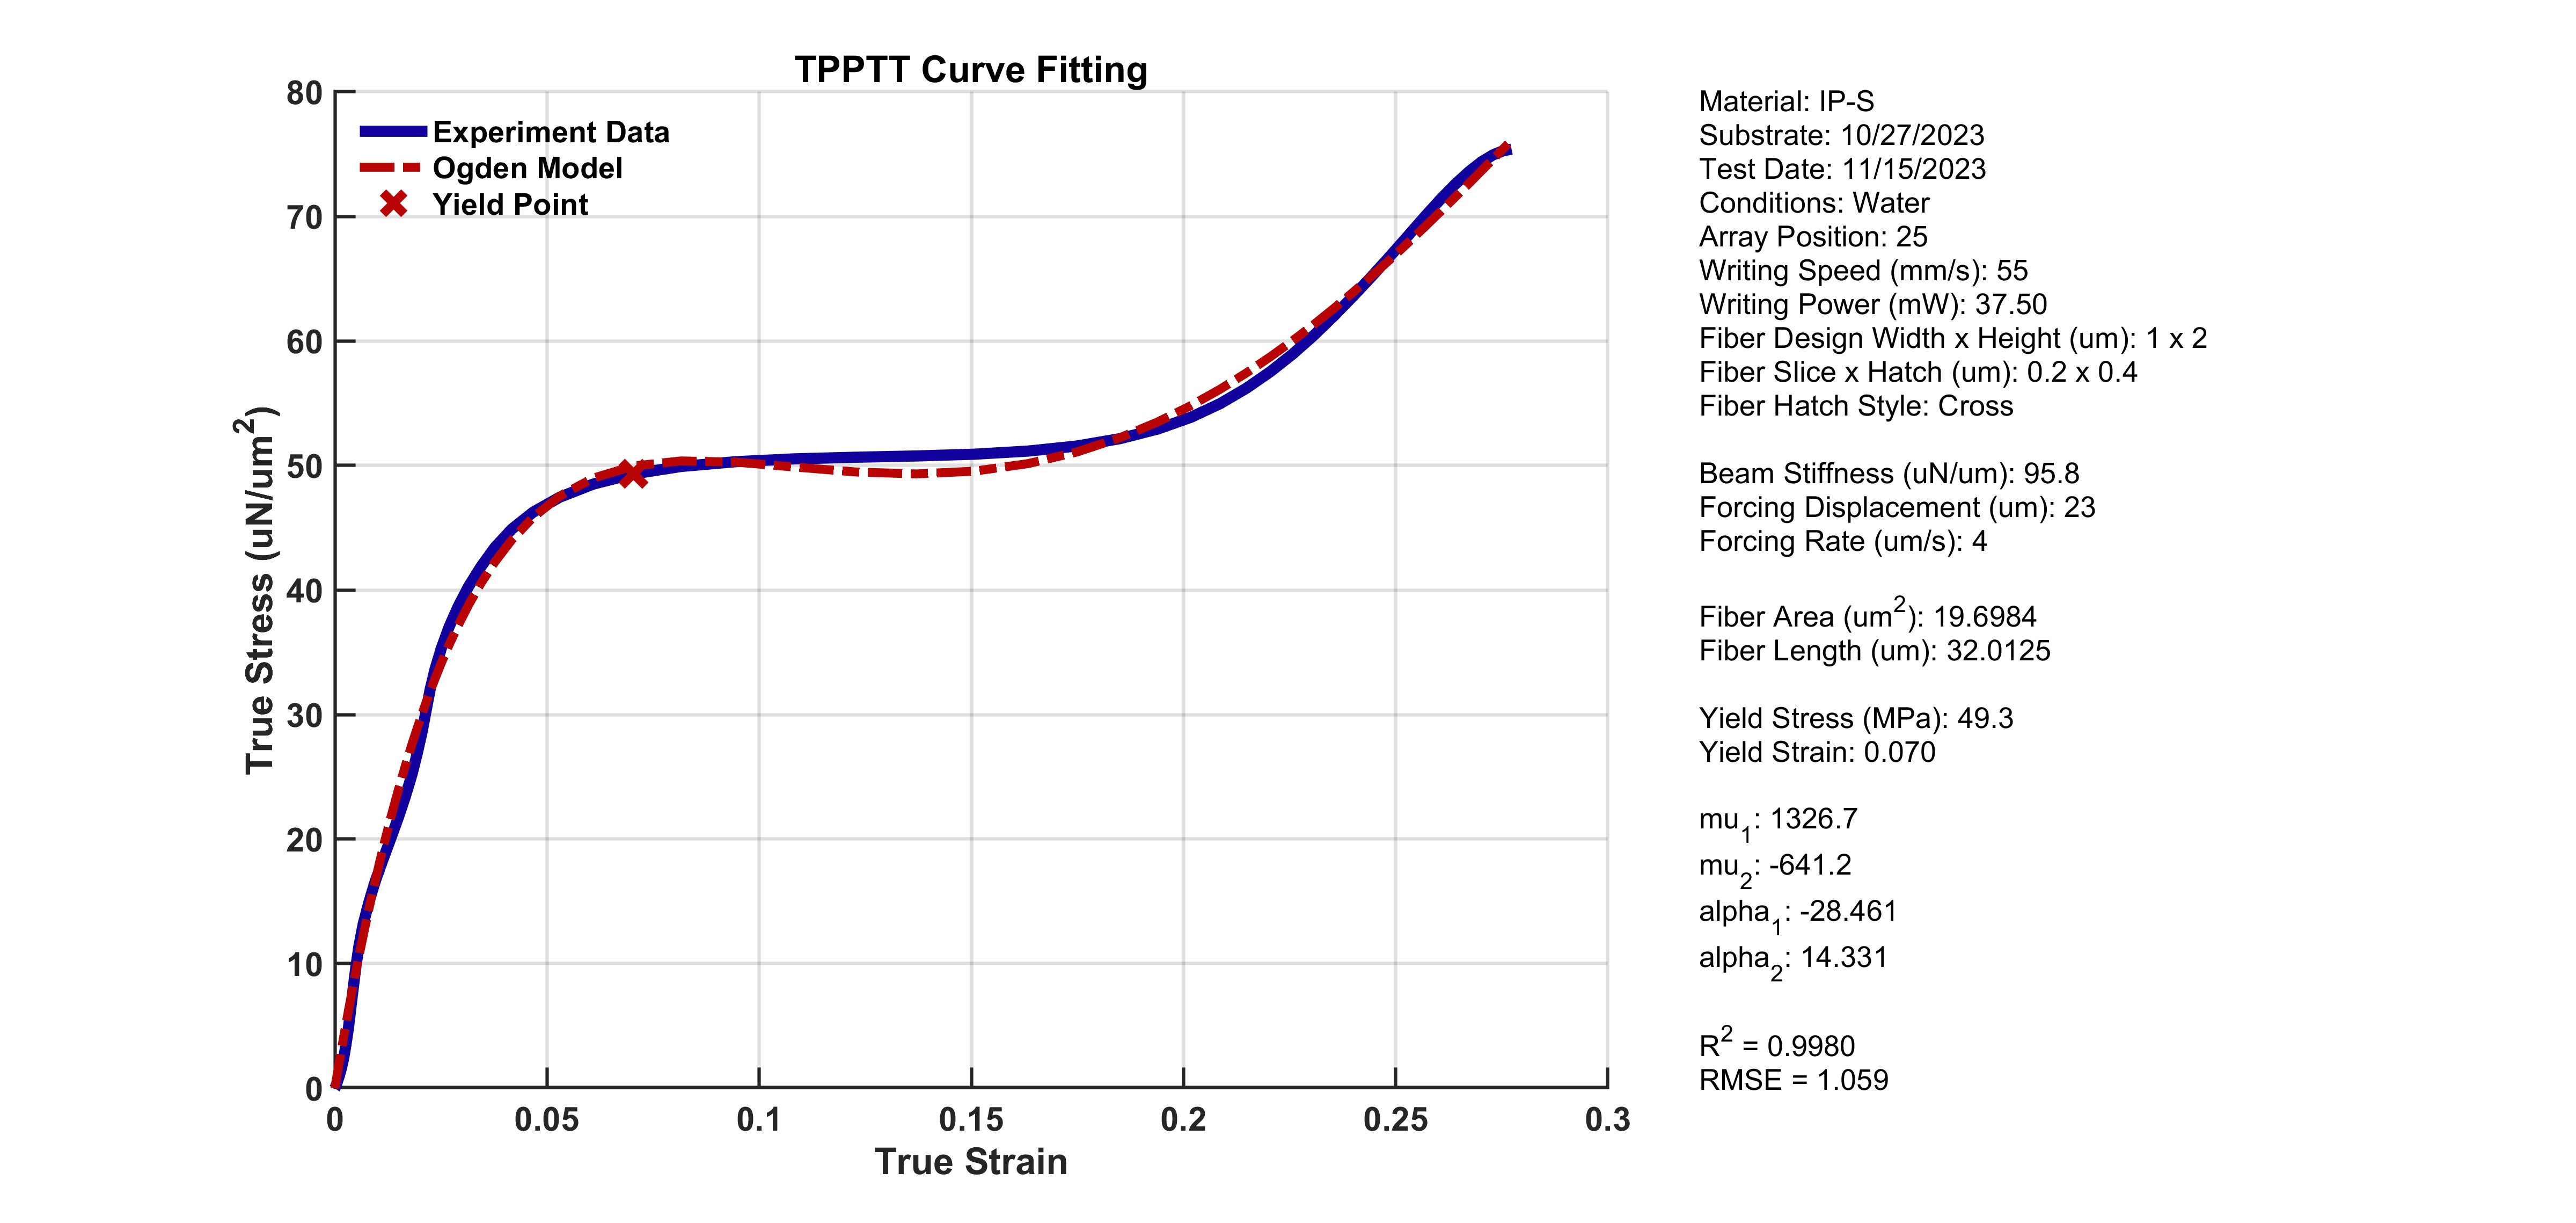 TPPTT Curve Fitting
80
70
60
50
40
30
20
10
0
True Stress (uN/um²)
Experiment Data
Ogden Model
Yield Point
0 0.05 0.1 0.15 0.2 0.25 0.3
True Strain
Material: IP-S
Substrate: 10/27/2023
Test Date: 11/15/2023
Conditions: Water
Array Position: 25
Writing Speed (mm/s): 55
Writing Power (mW): 37.50
Fiber Design Width x Height (um): 1 x 2
Fiber Slice x Hatch (um): 0.2 x 0.4
Fiber Hatch Style: Cross
Beam Stiffness (uN/um): 95.8
Forcing Displacement (um): 23
Forcing Rate (um/s): 4
Fiber Area (um²): 19.6984
Fiber Length (um): 32.0125
Yield Stress (MPa): 49.3
Yield Strain: 0.070
mu₁: 1326.7
mu₂: -641.2
alpha₁: -28.461
alpha₂: 14.331
R² = 0.9980
RMSE = 1.059